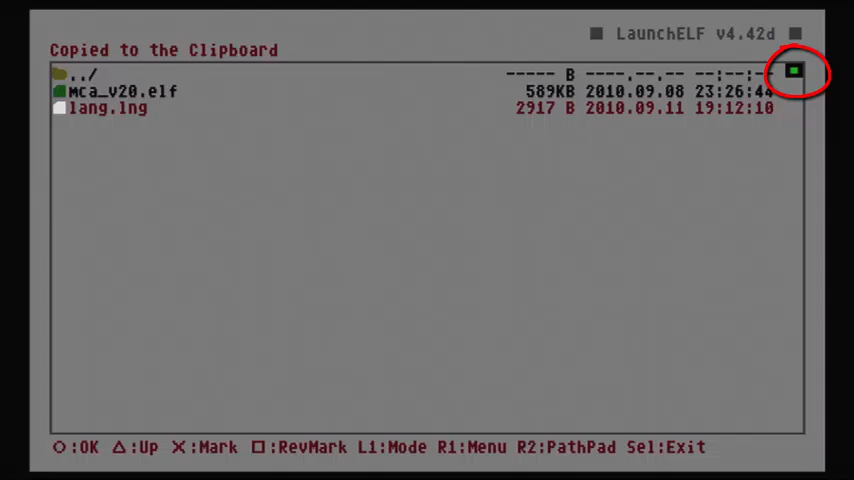 LaunchELF v4.42d
Copied to the Clipboard
../ ----- B ----.--.-- --:--:--
mca_v20.elf 589KB 2010.09.08 23:26:44
lang.lng 2917 B 2010.09.11 19:12:10
O:OK △:Up X:Mark □:RevMark L1:Mode R1:Menu R2:PathPad Sel:Exit